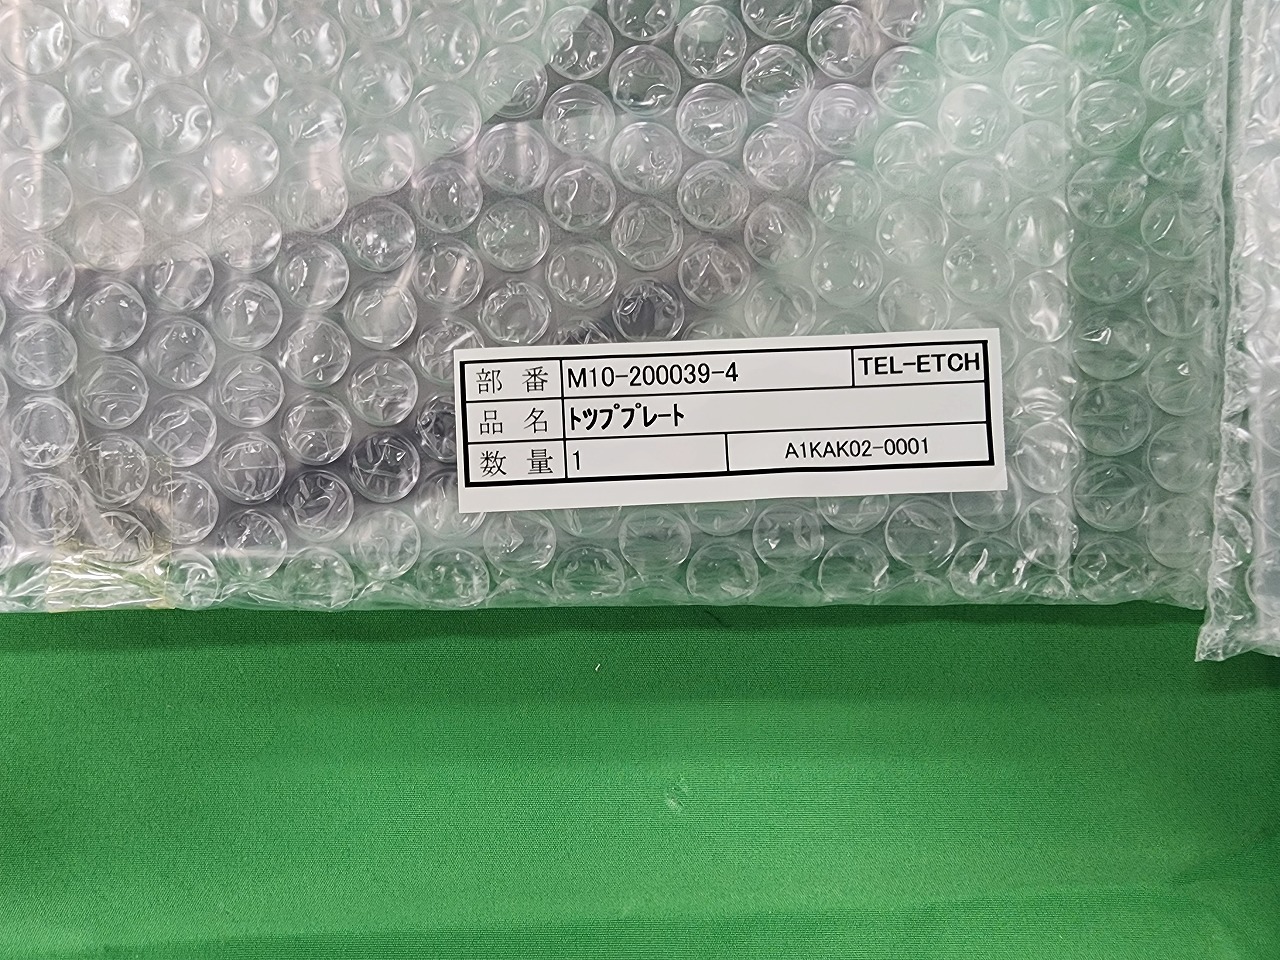 部番 M10-200039-4 TEL-ETCH
品名 ﾄﾂﾌﾟﾌﾟﾚｰﾄ
数量 1 A1KAK02-0001